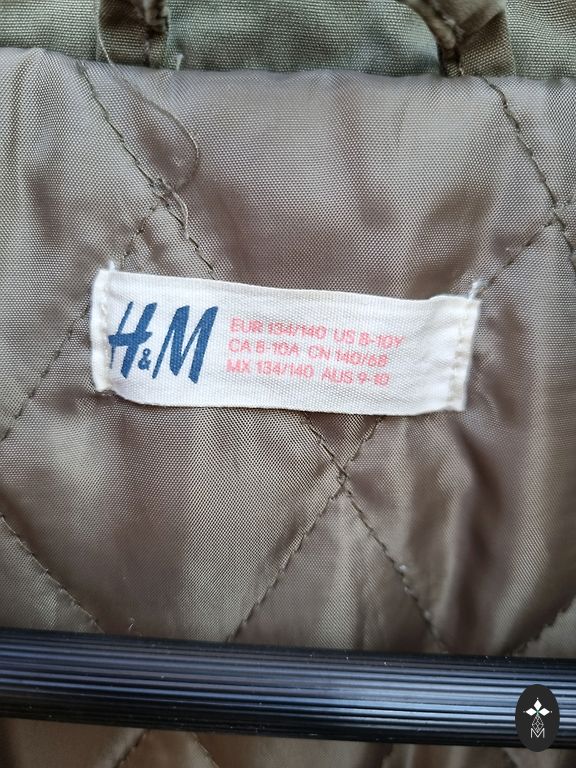 H&M
EUR 134/140 US 8-10Y
CA 8-10A CN 140/68
MX 134/140 AUS 9-10
M